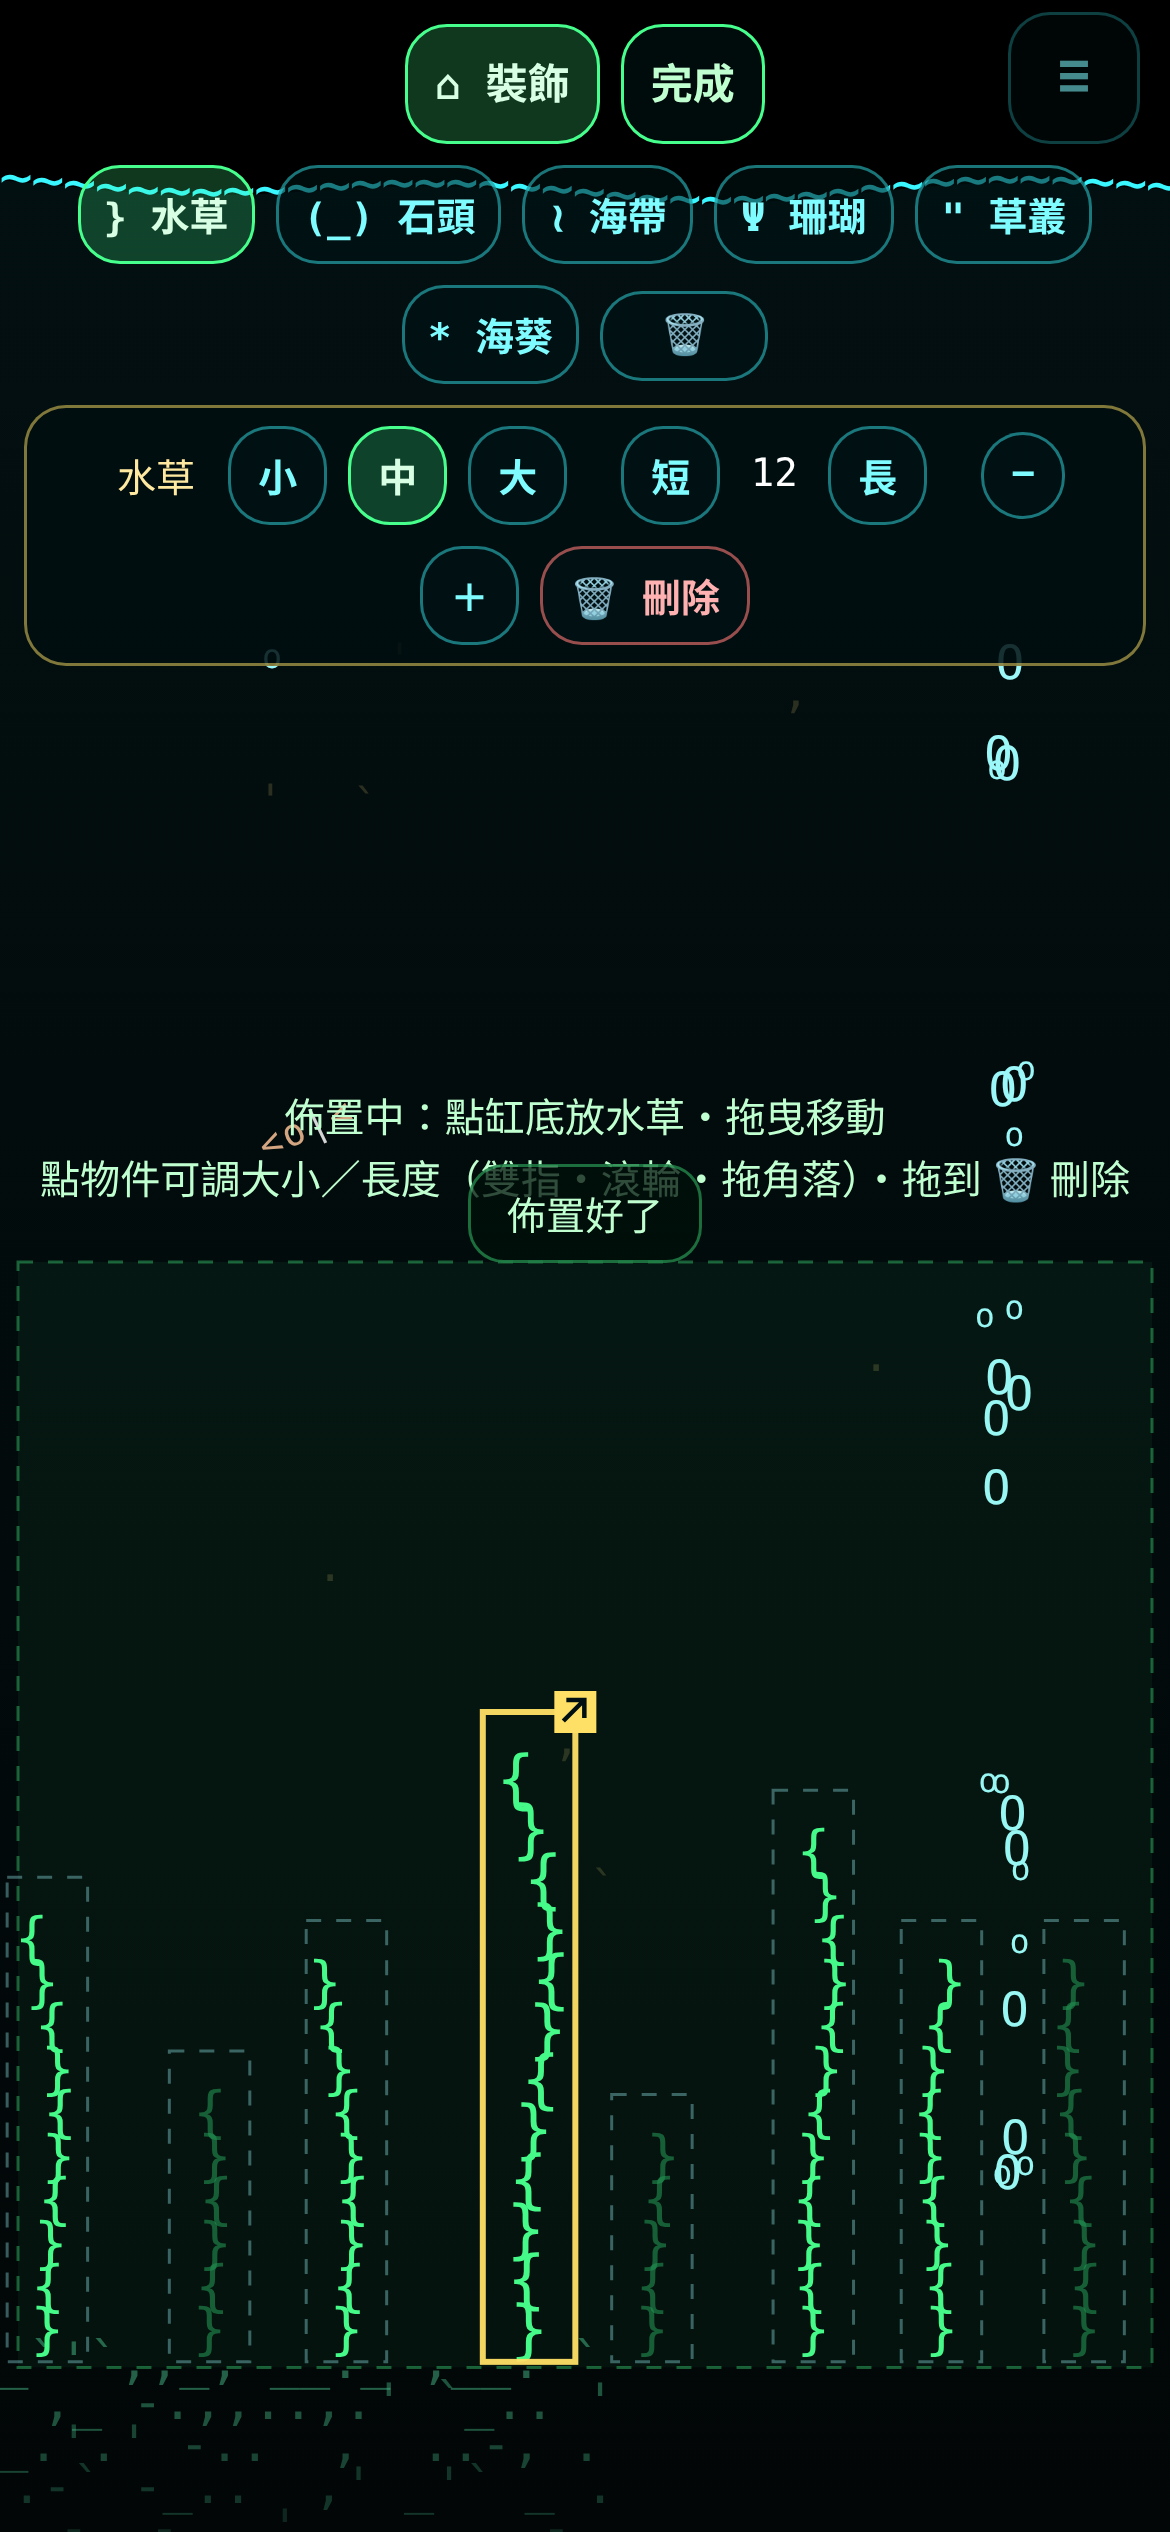 ⌂ 裝飾 完成 ☰
} 水草 (_) 石頭 ≀ 海帶 Ψ 珊瑚 " 草叢
* 海葵 🗑️
水草 小 中 大 短 12 長 −
＋ 🗑️ 刪除
佈置中：點缸底放水草・拖曳移動
點物件可調大小／長度（雙指・滾輪・拖角落）・拖到 🗑️ 刪除
佈置好了